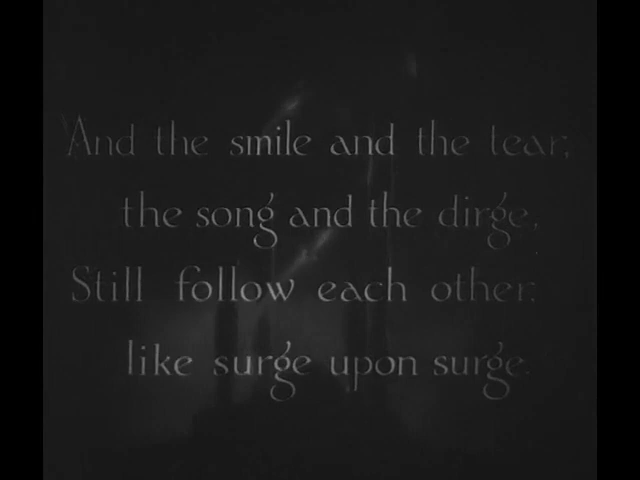 And the smile and the tear,
the song and the dirge,
Still follow each other:
like surge upon surge.